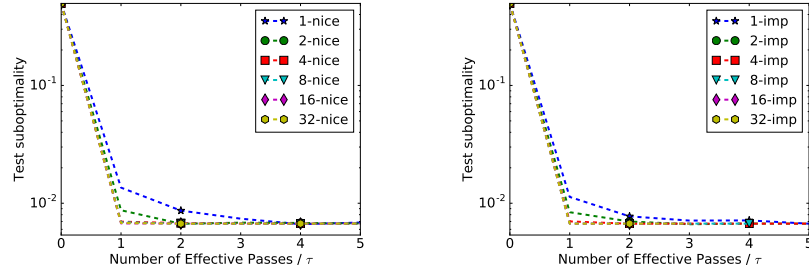 Test suboptimality
10⁻¹
10⁻²
1-nice
2-nice
4-nice
8-nice
16-nice
32-nice
0 1 2 3 4 5
Number of Effective Passes / τ
Test suboptimality
10⁻¹
10⁻²
1-imp
2-imp
4-imp
8-imp
16-imp
32-imp
0 1 2 3 4 5
Number of Effective Passes / τ